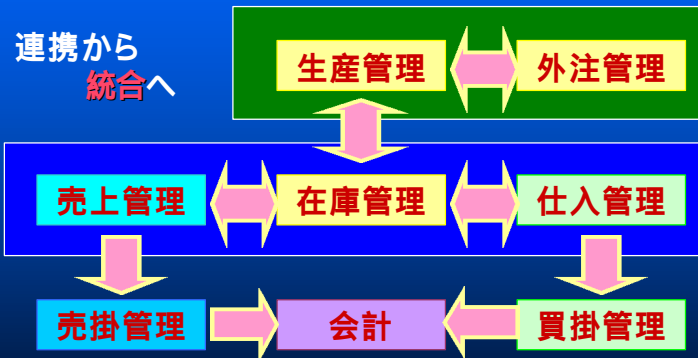 連携から
統合へ
生産管理
外注管理
売上管理
在庫管理
仕入管理
売掛管理
会計
買掛管理